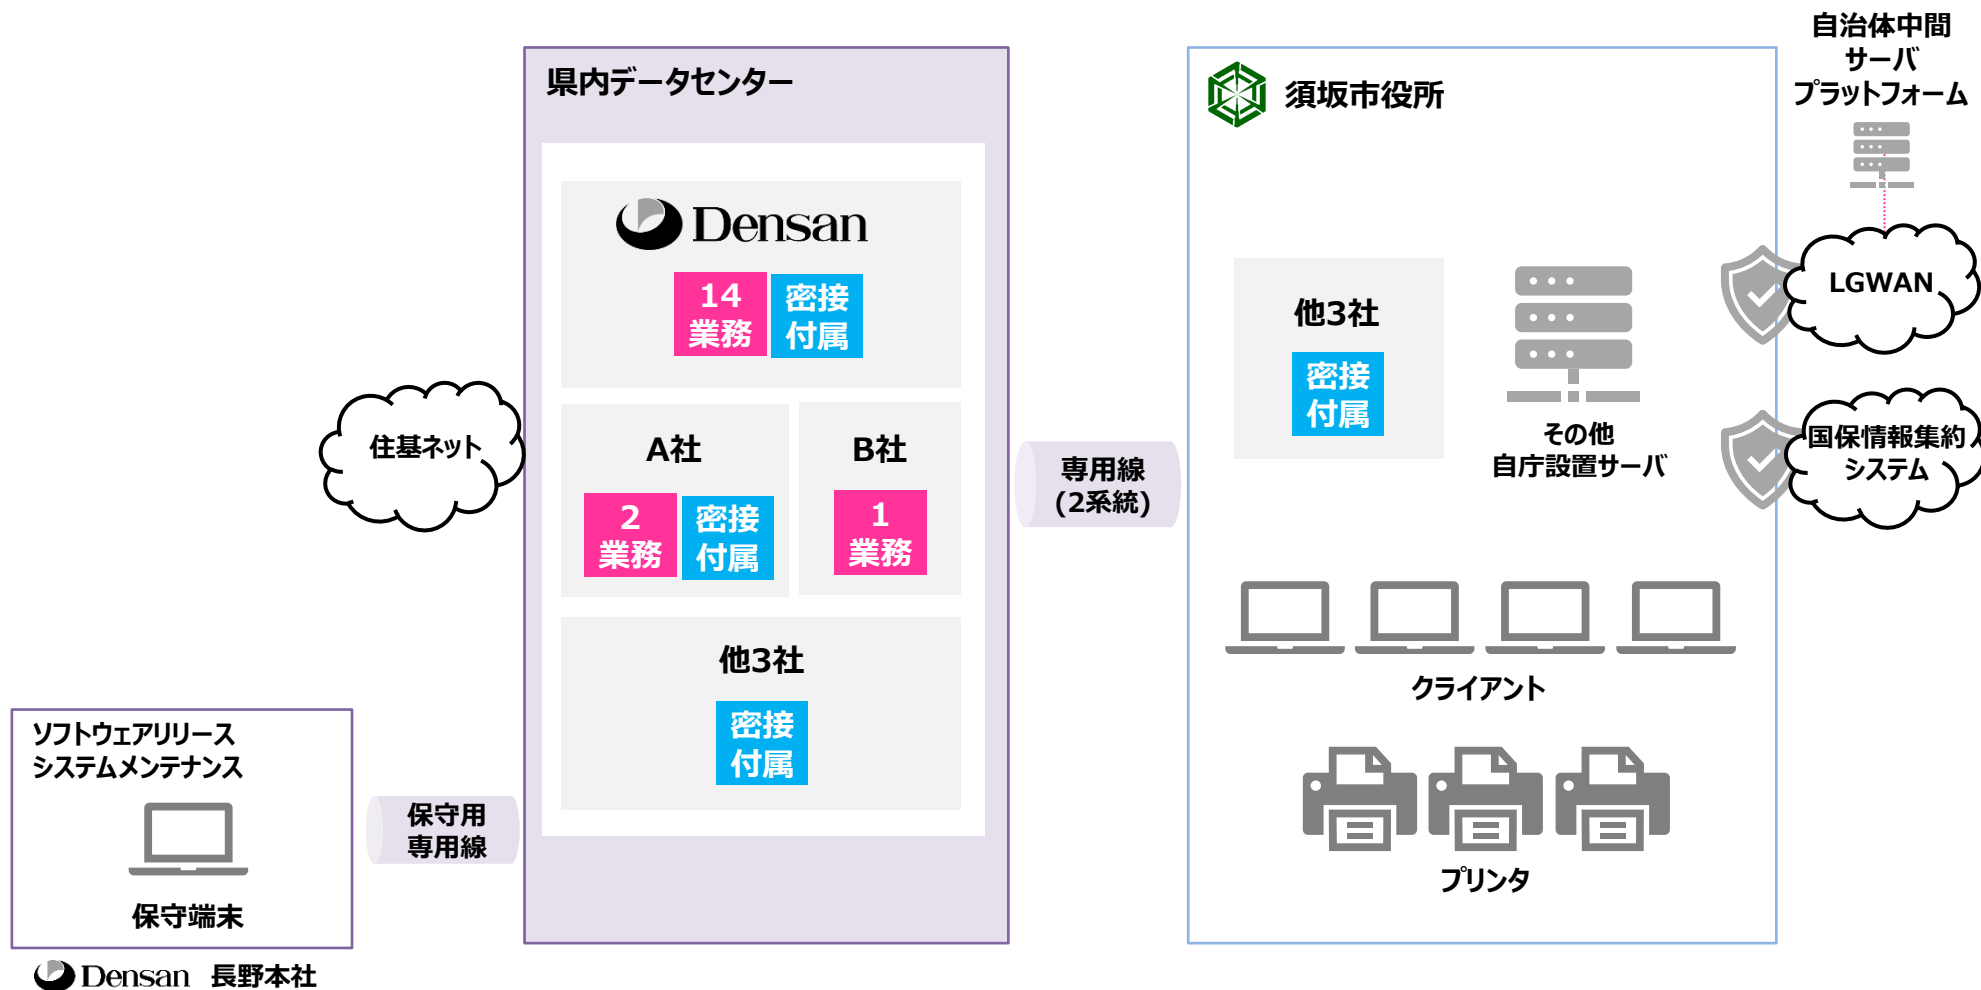 県内データセンター
Densan
14
業務
密接
付属
A社
2
業務
密接
付属
B社
1
業務
他3社
密接
付属
住基ネット
ソフトウェアリリース
システムメンテナンス
保守端末
Densan 長野本社
保守用
専用線
専用線
(2系統)
須坂市役所
他3社
密接
付属
その他
自庁設置サーバ
クライアント
プリンタ
自治体中間
サーバ
プラットフォーム
LGWAN
国保情報集約
システム